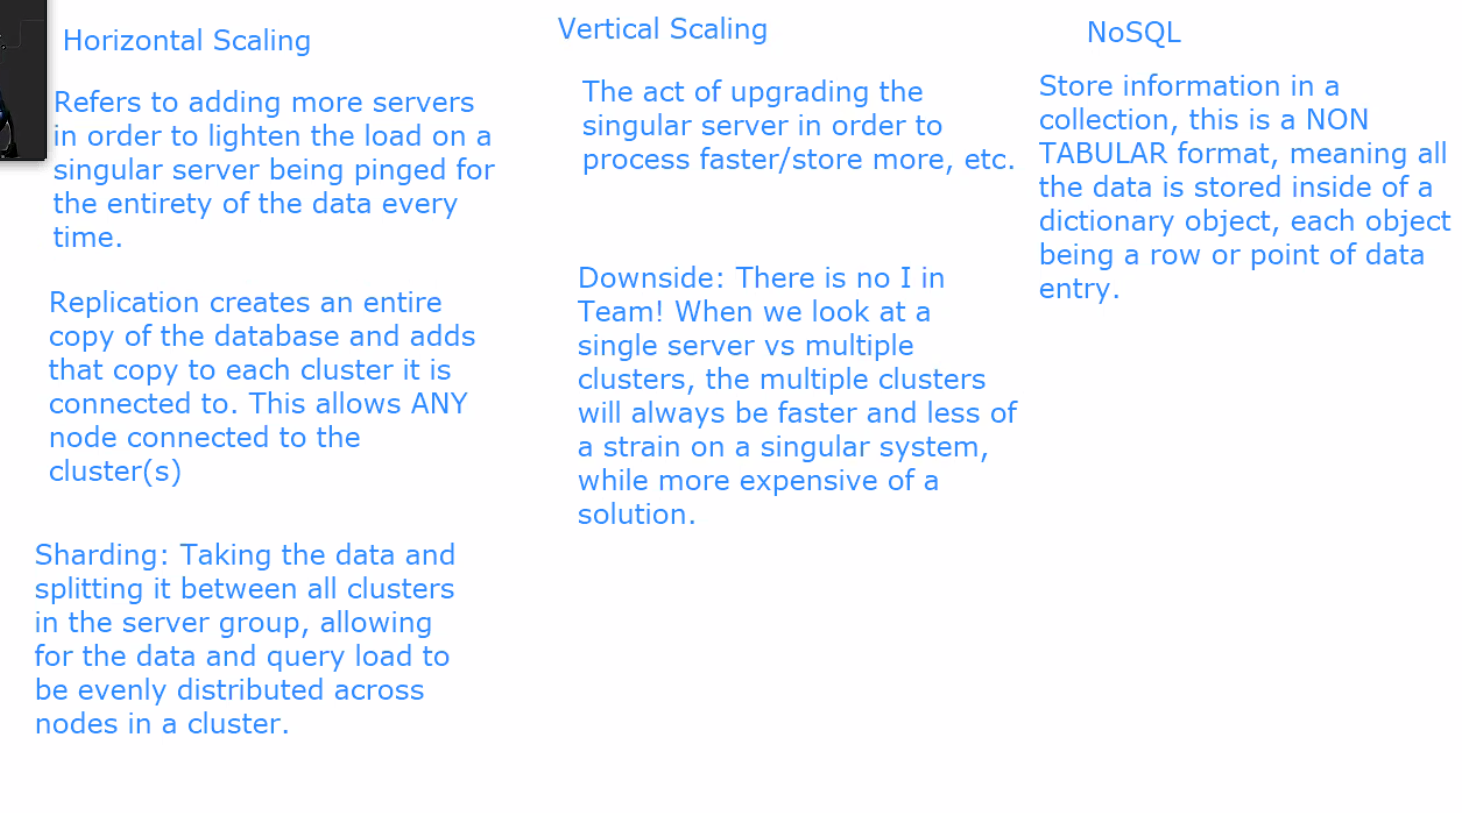 Horizontal Scaling
Refers to adding more servers
in order to lighten the load on a
singular server being pinged for
the entirety of the data every
time.
Replication creates an entire
copy of the database and adds
that copy to each cluster it is
connected to. This allows ANY
node connected to the
cluster(s)
Sharding: Taking the data and
splitting it between all clusters
in the server group, allowing
for the data and query load to
be evenly distributed across
nodes in a cluster.
Vertical Scaling
The act of upgrading the
singular server in order to
process faster/store more, etc.
Downside: There is no I in
Team! When we look at a
single server vs multiple
clusters, the multiple clusters
will always be faster and less of
a strain on a singular system,
while more expensive of a
solution.
NoSQL
Store information in a
collection, this is a NON
TABULAR format, meaning all
the data is stored inside of a
dictionary object, each object
being a row or point of data
entry.